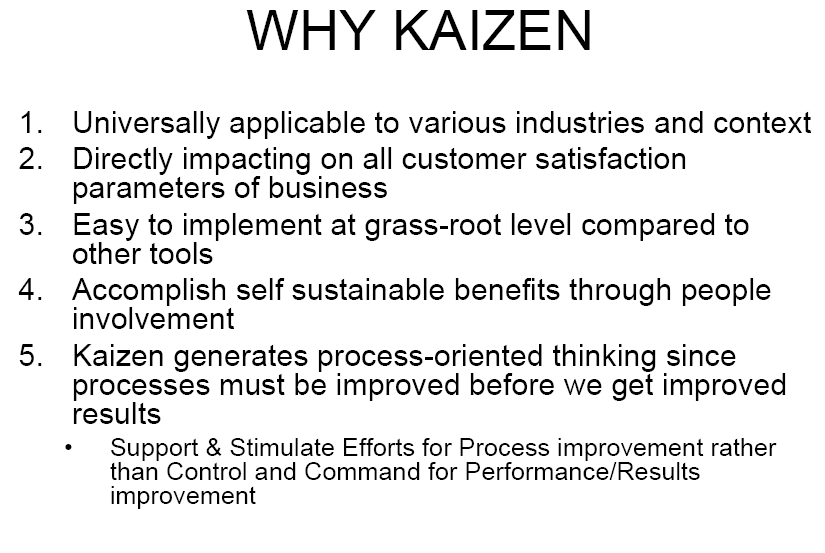 WHY KAIZEN
1. Universally applicable to various industries and context
2. Directly impacting on all customer satisfaction
parameters of business
3. Easy to implement at grass-root level compared to
other tools
4. Accomplish self sustainable benefits through people
involvement
5. Kaizen generates process-oriented thinking since
processes must be improved before we get improved
results
• Support & Stimulate Efforts for Process improvement rather
than Control and Command for Performance/Results
improvement